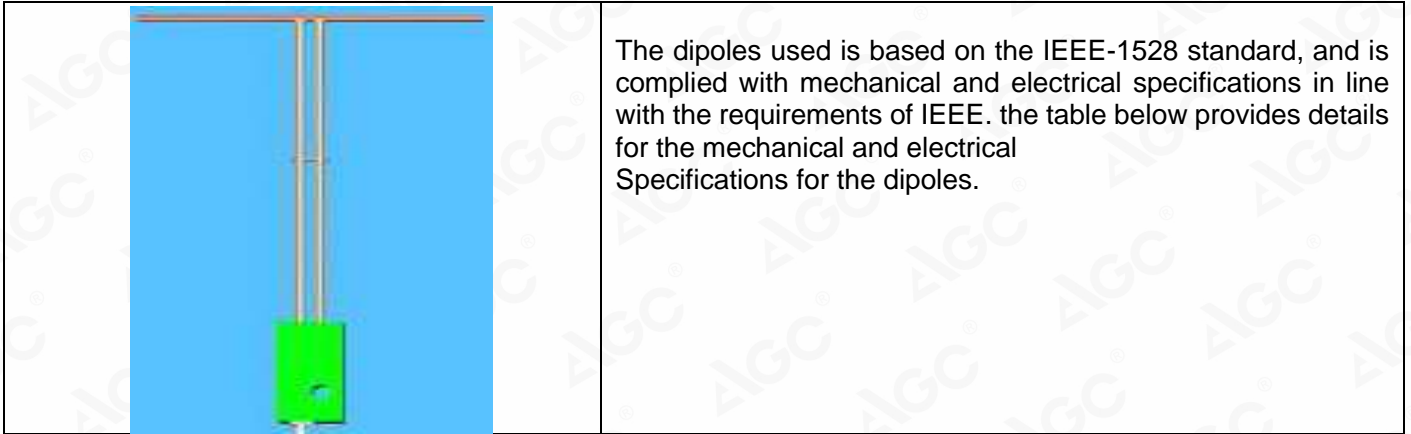 The dipoles used is based on the IEEE-1528 standard, and is
complied with mechanical and electrical specifications in line
with the requirements of IEEE. the table below provides details
for the mechanical and electrical
Specifications for the dipoles.
AGC